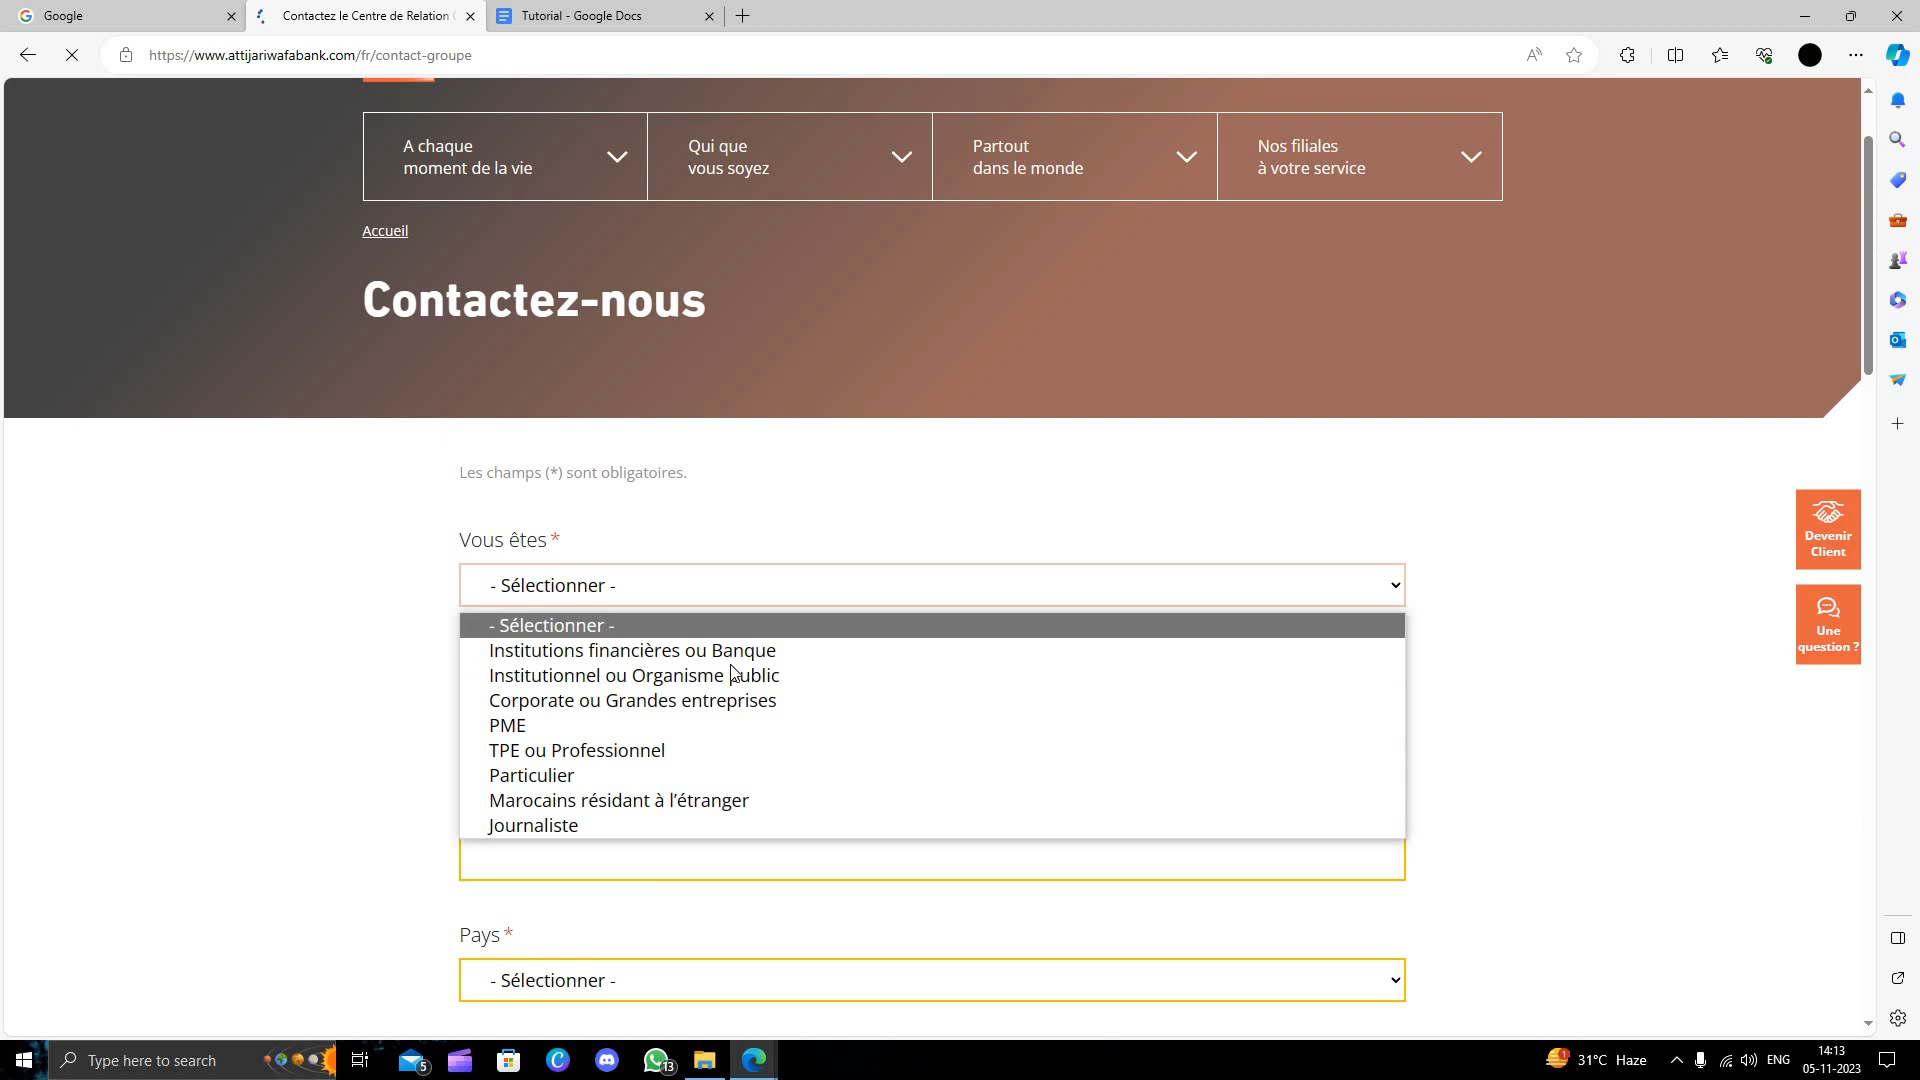 Google
Contactez le Centre de Relation C
Tutorial - Google Docs
https://www.attijariwafabank.com/fr/contact-groupe
A chaque
moment de la vie
Qui que
vous soyez
Partout
dans le monde
Nos filiales
à votre service
Accueil
Contactez-nous
Les champs (*) sont obligatoires.
Vous êtes *
- Sélectionner -
- Sélectionner -
Institutions financières ou Banque
Institutionnel ou Organisme Public
Corporate ou Grandes entreprises
PME
TPE ou Professionnel
Particulier
Marocains résidant à l’étranger
Journaliste
Pays *
- Sélectionner -
Devenir
Client
Une
question ?
Type here to search
5
13
1
31°C Haze
ENG
14:13
05-11-2023